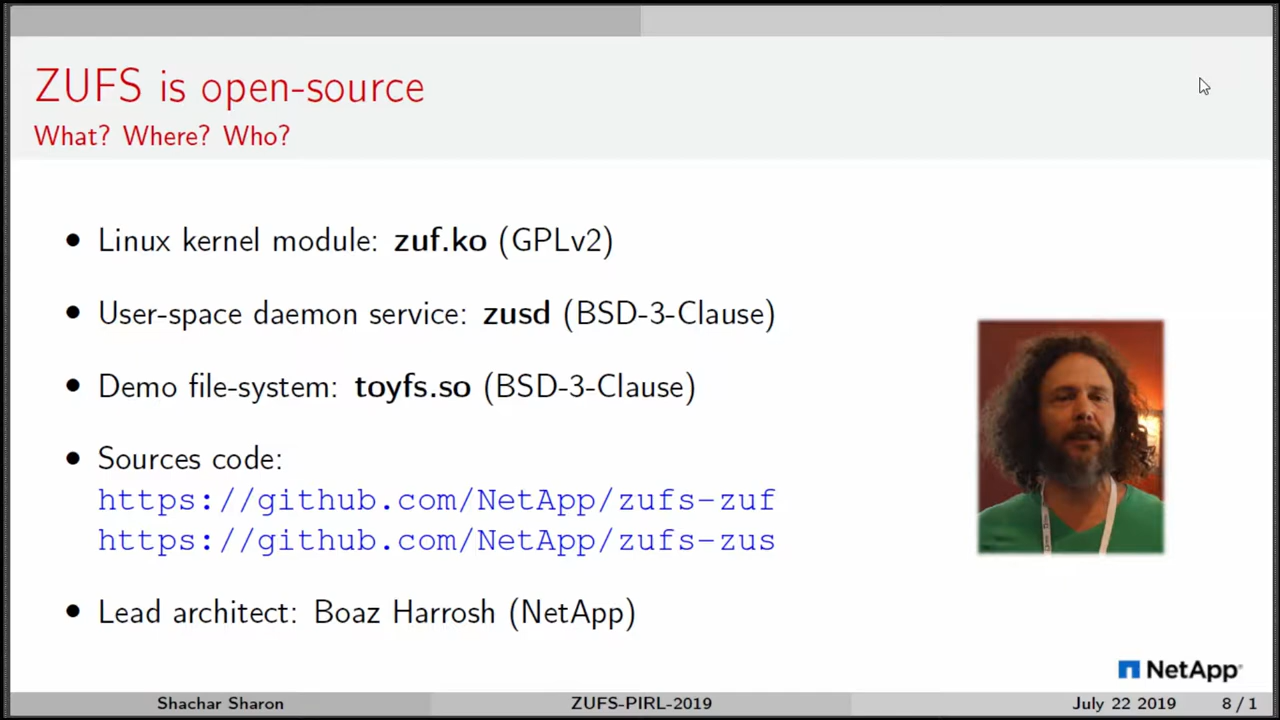 ZUFS is open-source
What? Where? Who?
• Linux kernel module: zuf.ko (GPLv2)
• User-space daemon service: zusd (BSD-3-Clause)
• Demo file-system: toyfs.so (BSD-3-Clause)
• Sources code:
https://github.com/NetApp/zufs-zuf
https://github.com/NetApp/zufs-zus
• Lead architect: Boaz Harrosh (NetApp)
NetApp
Shachar Sharon ZUFS-PIRL-2019 July 22 2019 8 / 1